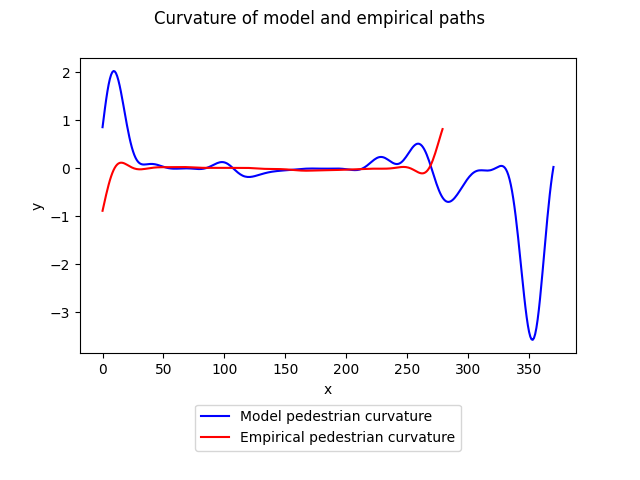 Curvature of model and empirical paths
2
1
0
−1
−2
−3
y
0 50 100 150 200 250 300 350
x
Model pedestrian curvature
Empirical pedestrian curvature